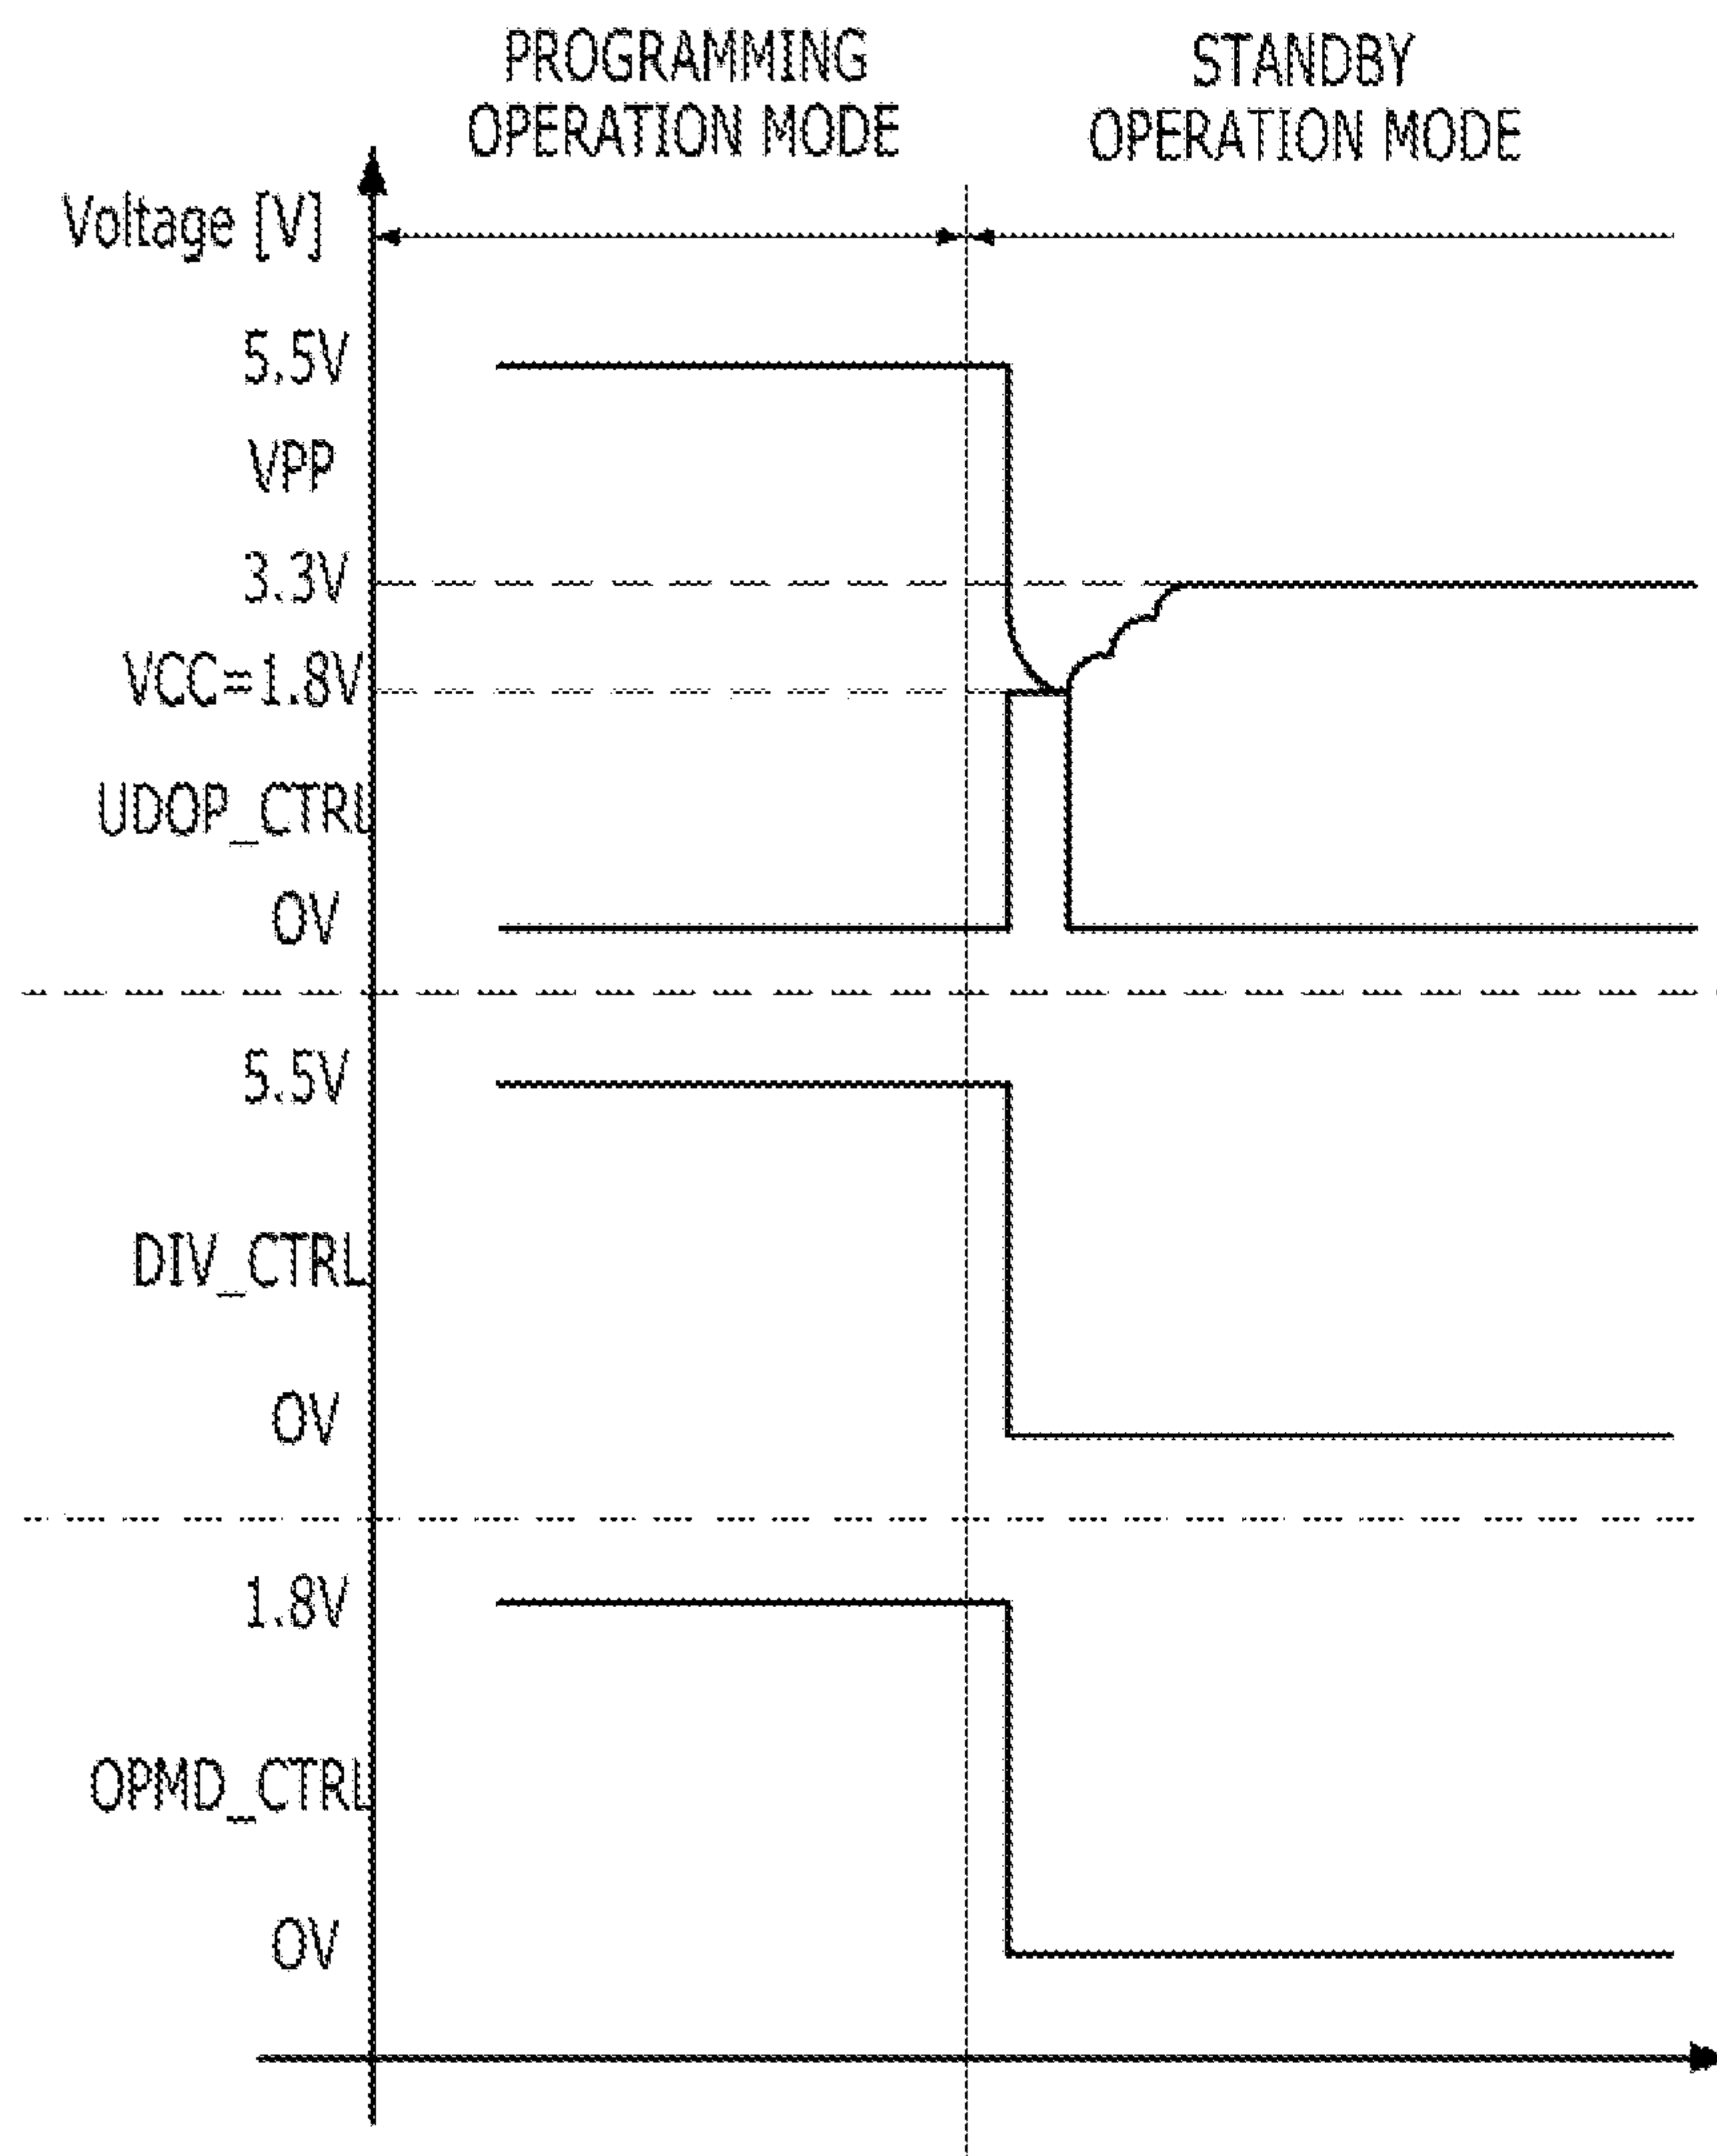 PROGRAMMING
OPERATION MODE
STANDBY
OPERATION MODE
Voltage [V]
5.5V
VPP
3.3V
VCC=1.8V
UDOP_CTRL
0V
5.5V
DIV_CTRL
0V
1.8V
OPMD_CTRL
0V